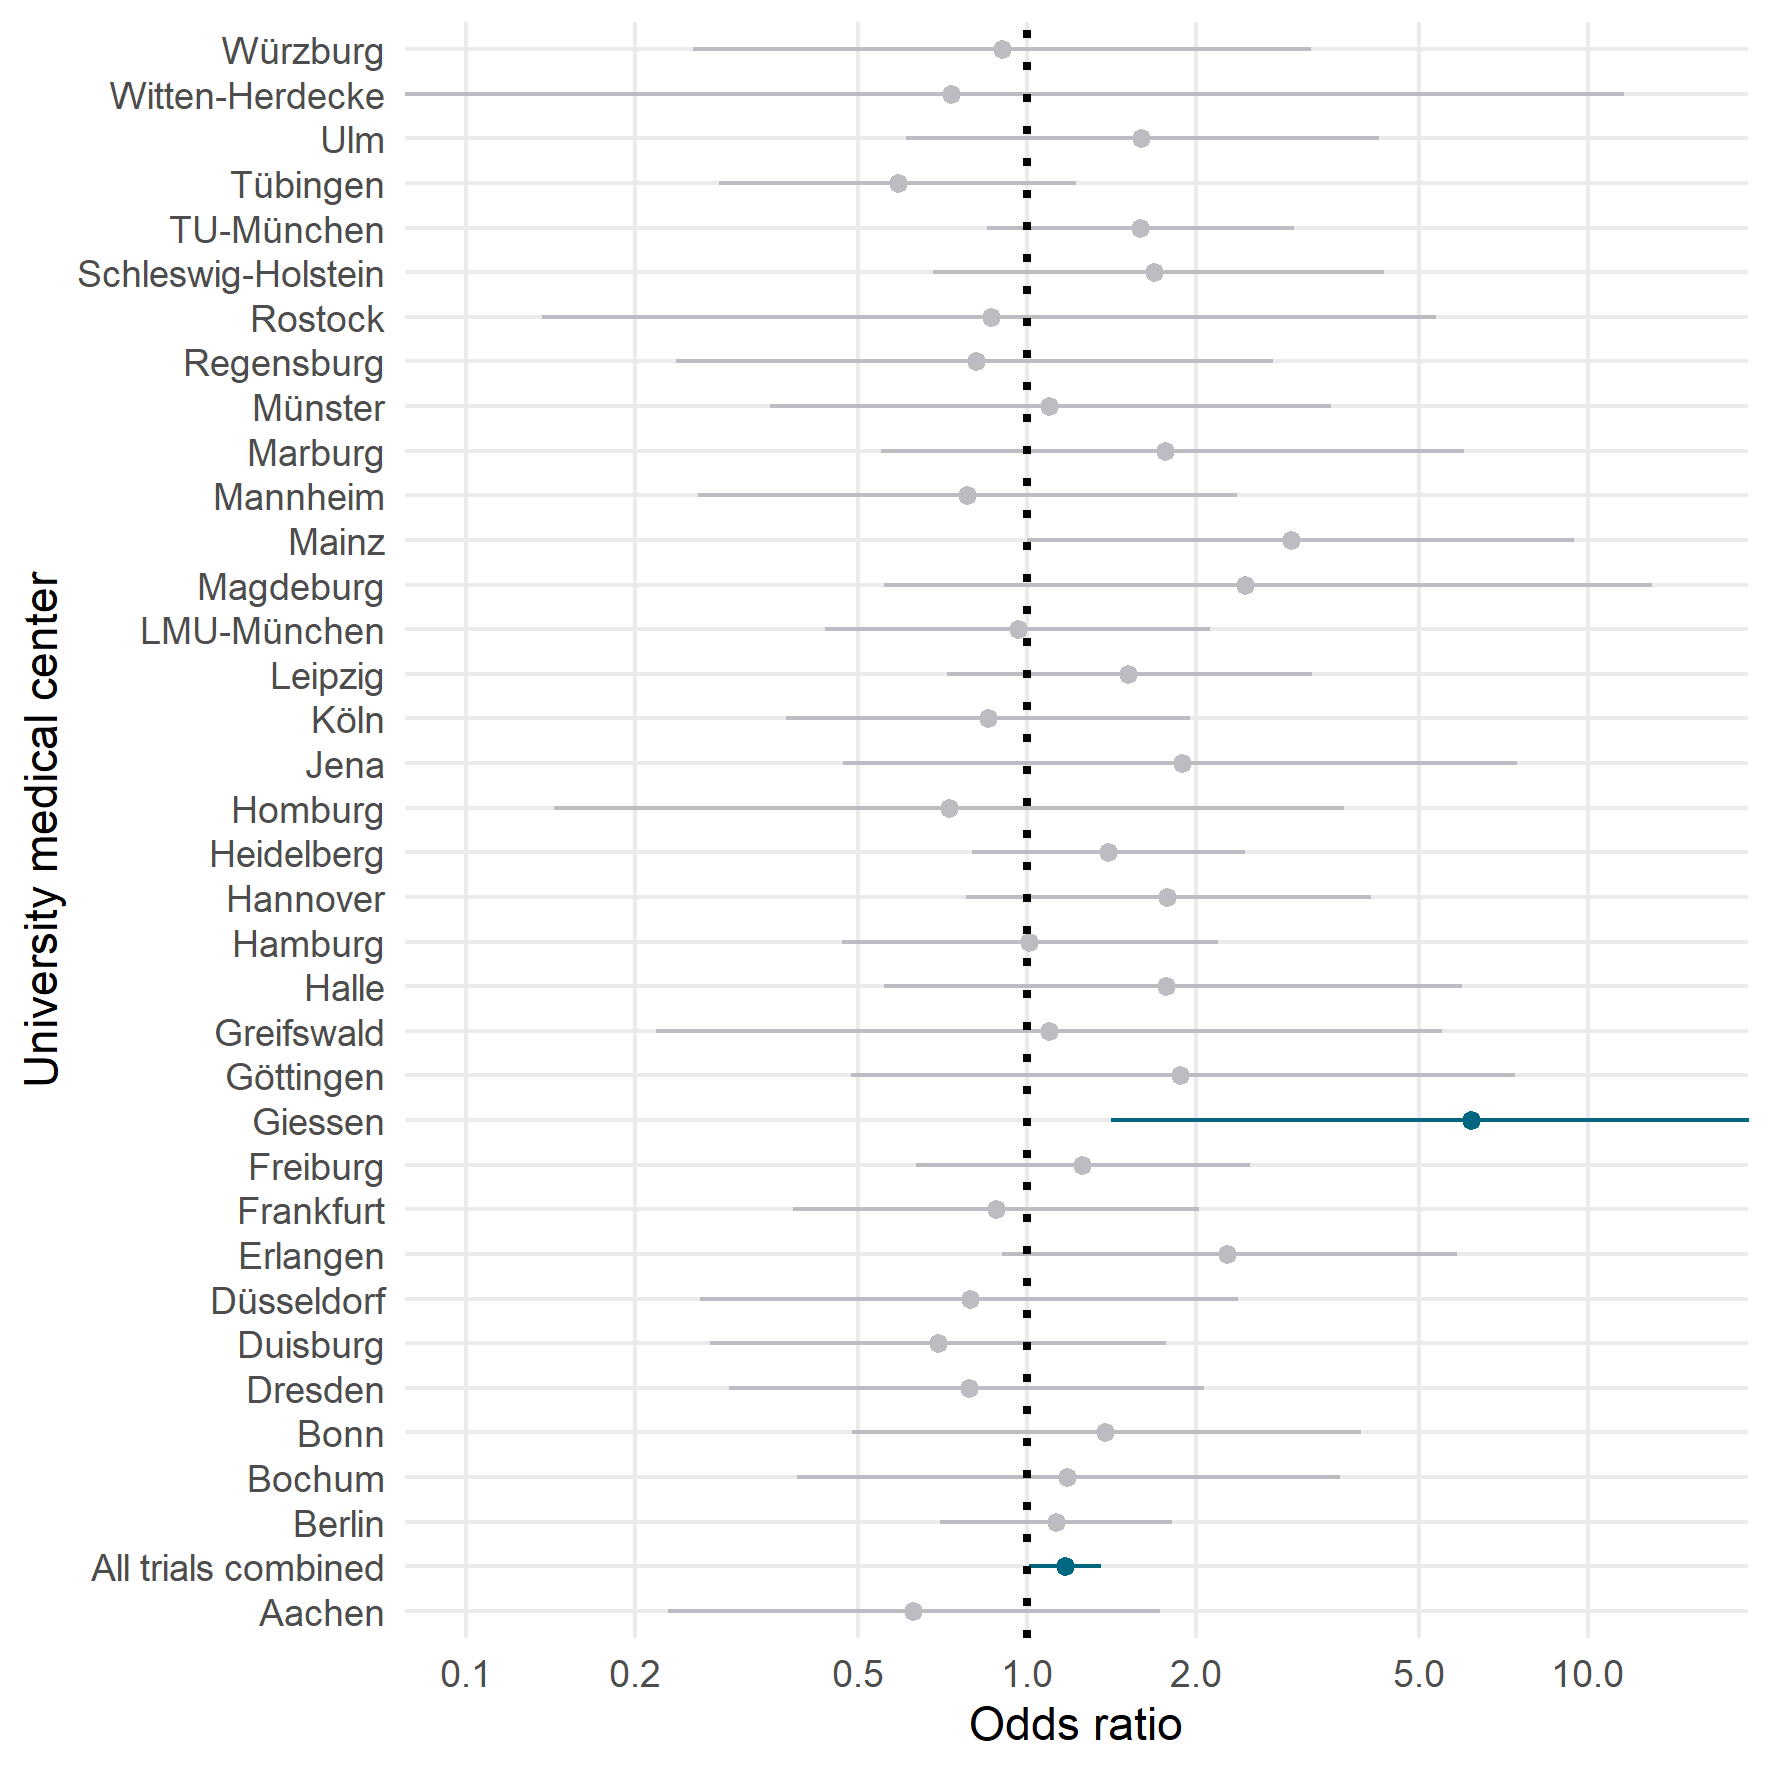 Würzburg
Witten-Herdecke
Ulm
Tübingen
TU-München
Schleswig-Holstein
Rostock
Regensburg
Münster
Marburg
Mannheim
Mainz
Magdeburg
LMU-München
Leipzig
Köln
Jena
Homburg
Heidelberg
Hannover
Hamburg
Halle
Greifswald
Göttingen
Giessen
Freiburg
Frankfurt
Erlangen
Düsseldorf
Duisburg
Dresden
Bonn
Bochum
Berlin
All trials combined
Aachen
University medical center
0.1 0.2 0.5 1.0 2.0 5.0 10.0
Odds ratio